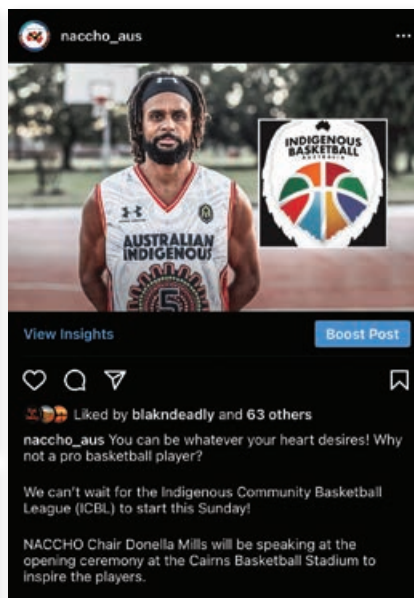 naccho_aus
INDIGENOUS
BASKETBALL
AUSTRALIA
AUSTRALIAN
INDIGENOUS
5
View Insights
Boost Post
Liked by blakndeadly and 63 others
naccho_aus You can be whatever your heart desires! Why
not a pro basketball player?
We can't wait for the Indigenous Community Basketball
League (ICBL) to start this Sunday!
NACCHO Chair Donella Mills will be speaking at the
opening ceremony at the Cairns Basketball Stadium to
inspire the players.